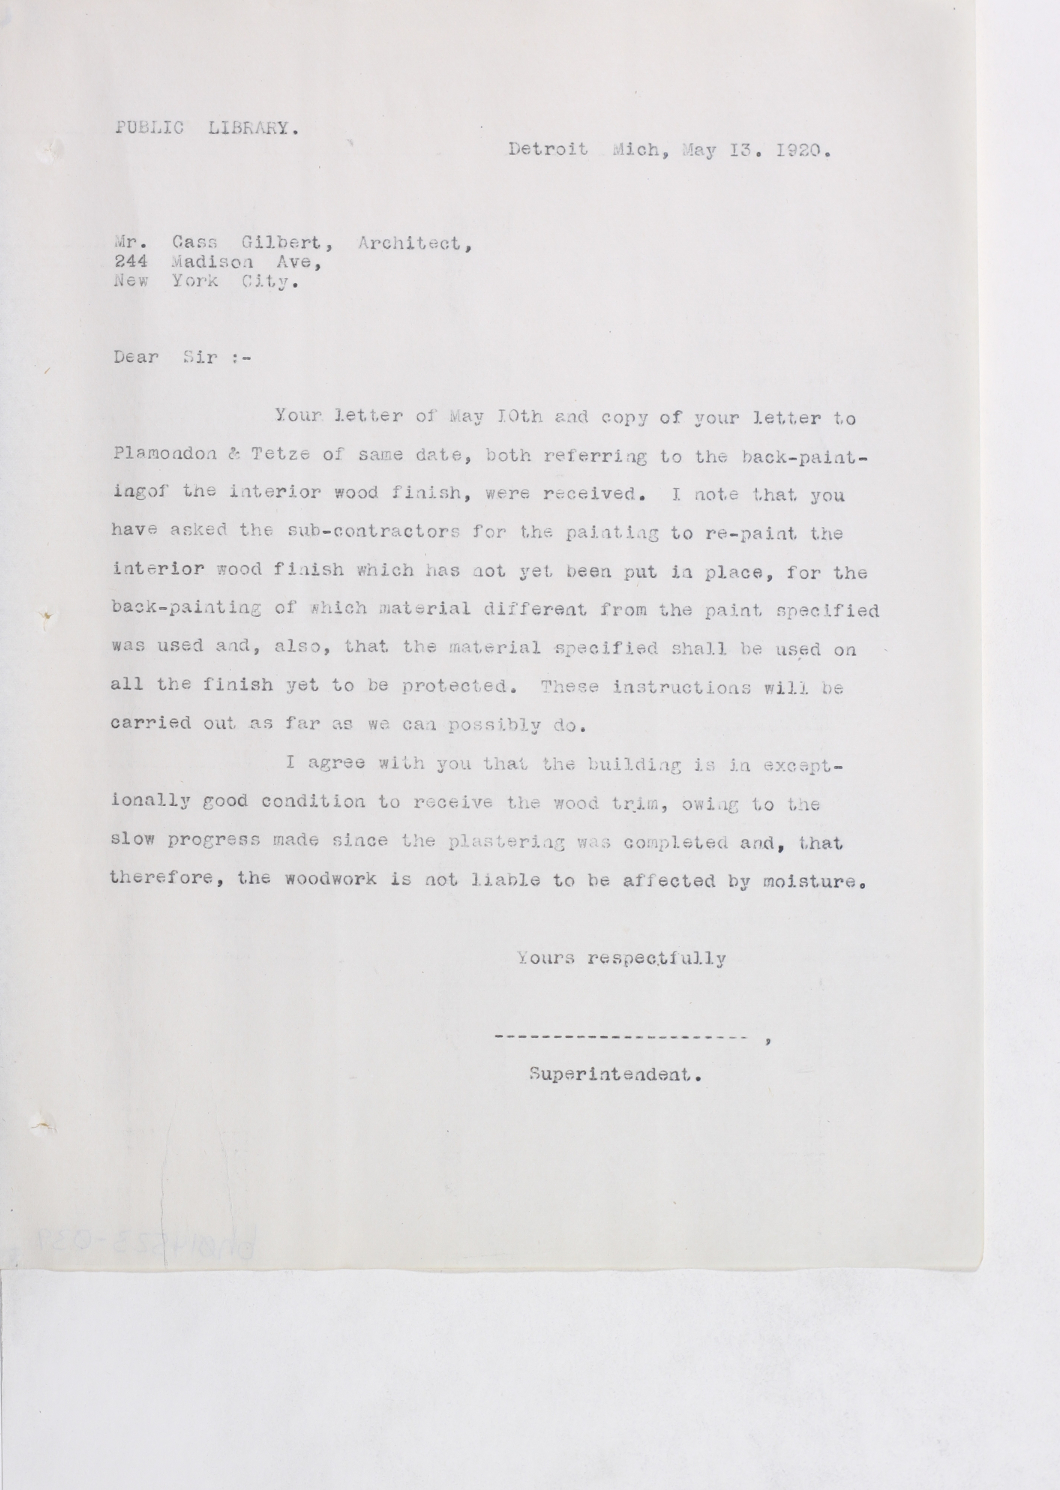 PUBLIC LIBRARY.
Detroit Mich, May 13. 1920.
Mr. Cass Gilbert, Architect,
244 Madison Ave,
New York City.
Dear Sir :-
Your letter of May 10th and copy of your letter to
Plamondon & Tetze of same date, both referring to the back-paint-
ingof the interior wood finish, were received. I note that you
have asked the sub-contractors for the painting to re-paint the
interior wood finish which has not yet been put in place, for the
back-painting of which material different from the paint specified
was used and, also, that the material specified shall be used on
all the finish yet to be protected. These instructions will be
carried out as far as we can possibly do.
I agree with you that the building is in except-
ionally good condition to receive the wood trim, owing to the
slow progress made since the plastering was completed and, that
therefore, the woodwork is not liable to be affected by moisture.
Yours respectfully
---------------------- ,
Superintendent.